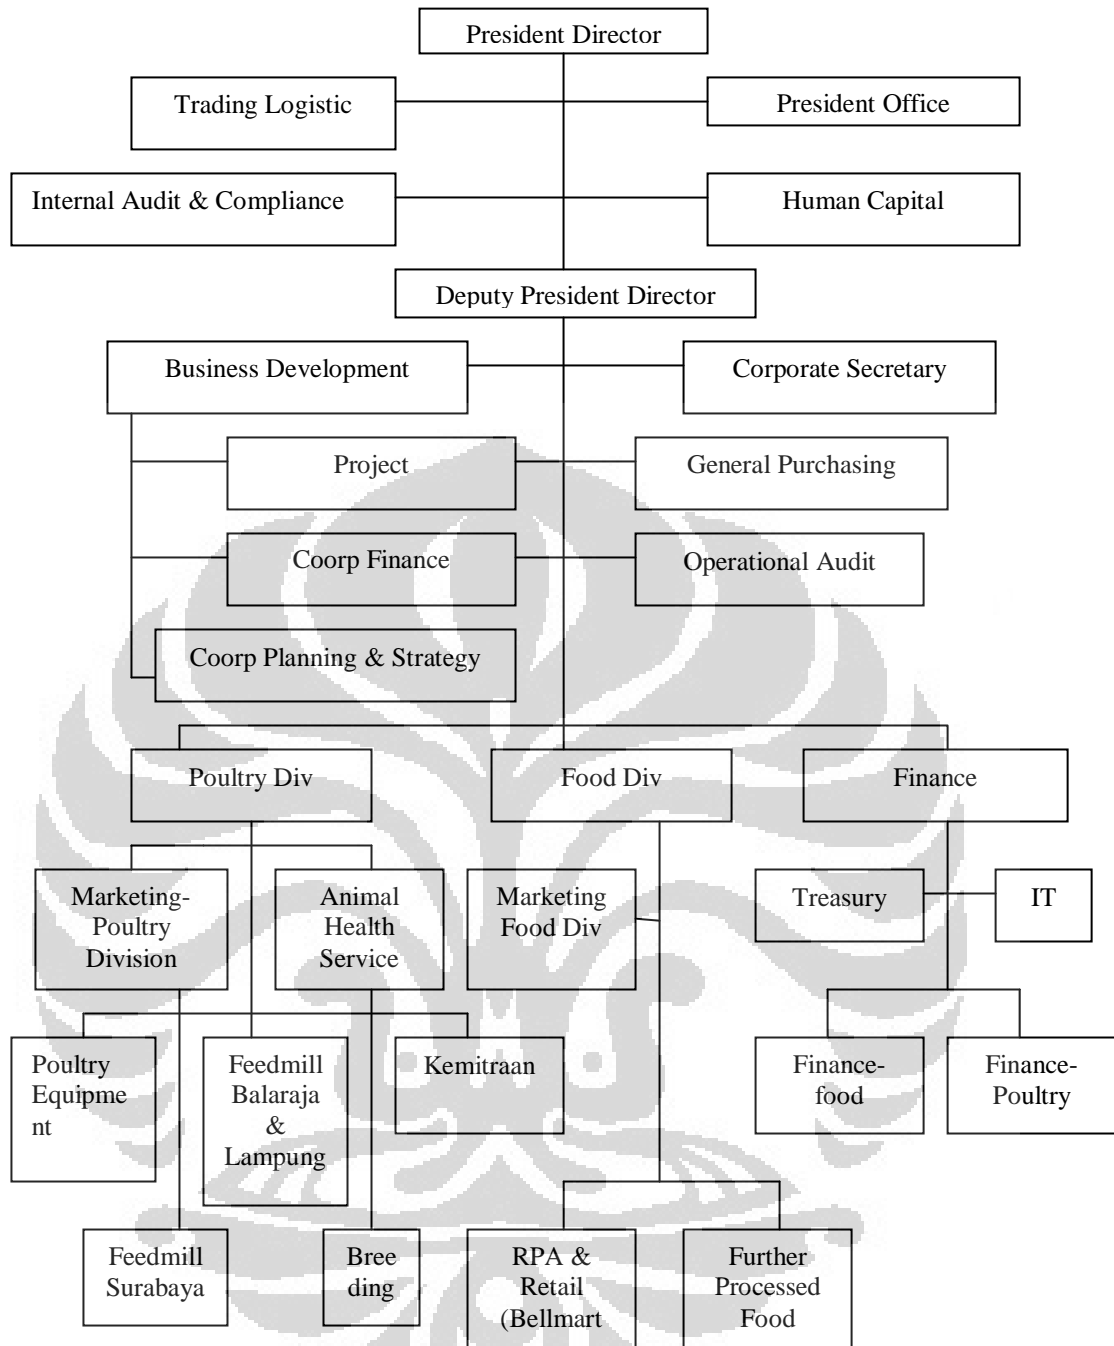 President Director
Trading Logistic
President Office
Internal Audit & Compliance
Human Capital
Deputy President Director
Business Development
Corporate Secretary
Project
General Purchasing
Coorp Finance
Operational Audit
Coorp Planning & Strategy
Poultry Div
Food Div
Finance
Marketing-
Poultry
Division
Animal
Health
Service
Marketing
Food Div
Treasury
IT
Poultry
Equipme
nt
Feedmill
Balaraja
&
Lampung
Kemitraan
Finance-
food
Finance-
Poultry
Feedmill
Surabaya
Bree
ding
RPA &
Retail
(Bellmart
Further
Processed
Food